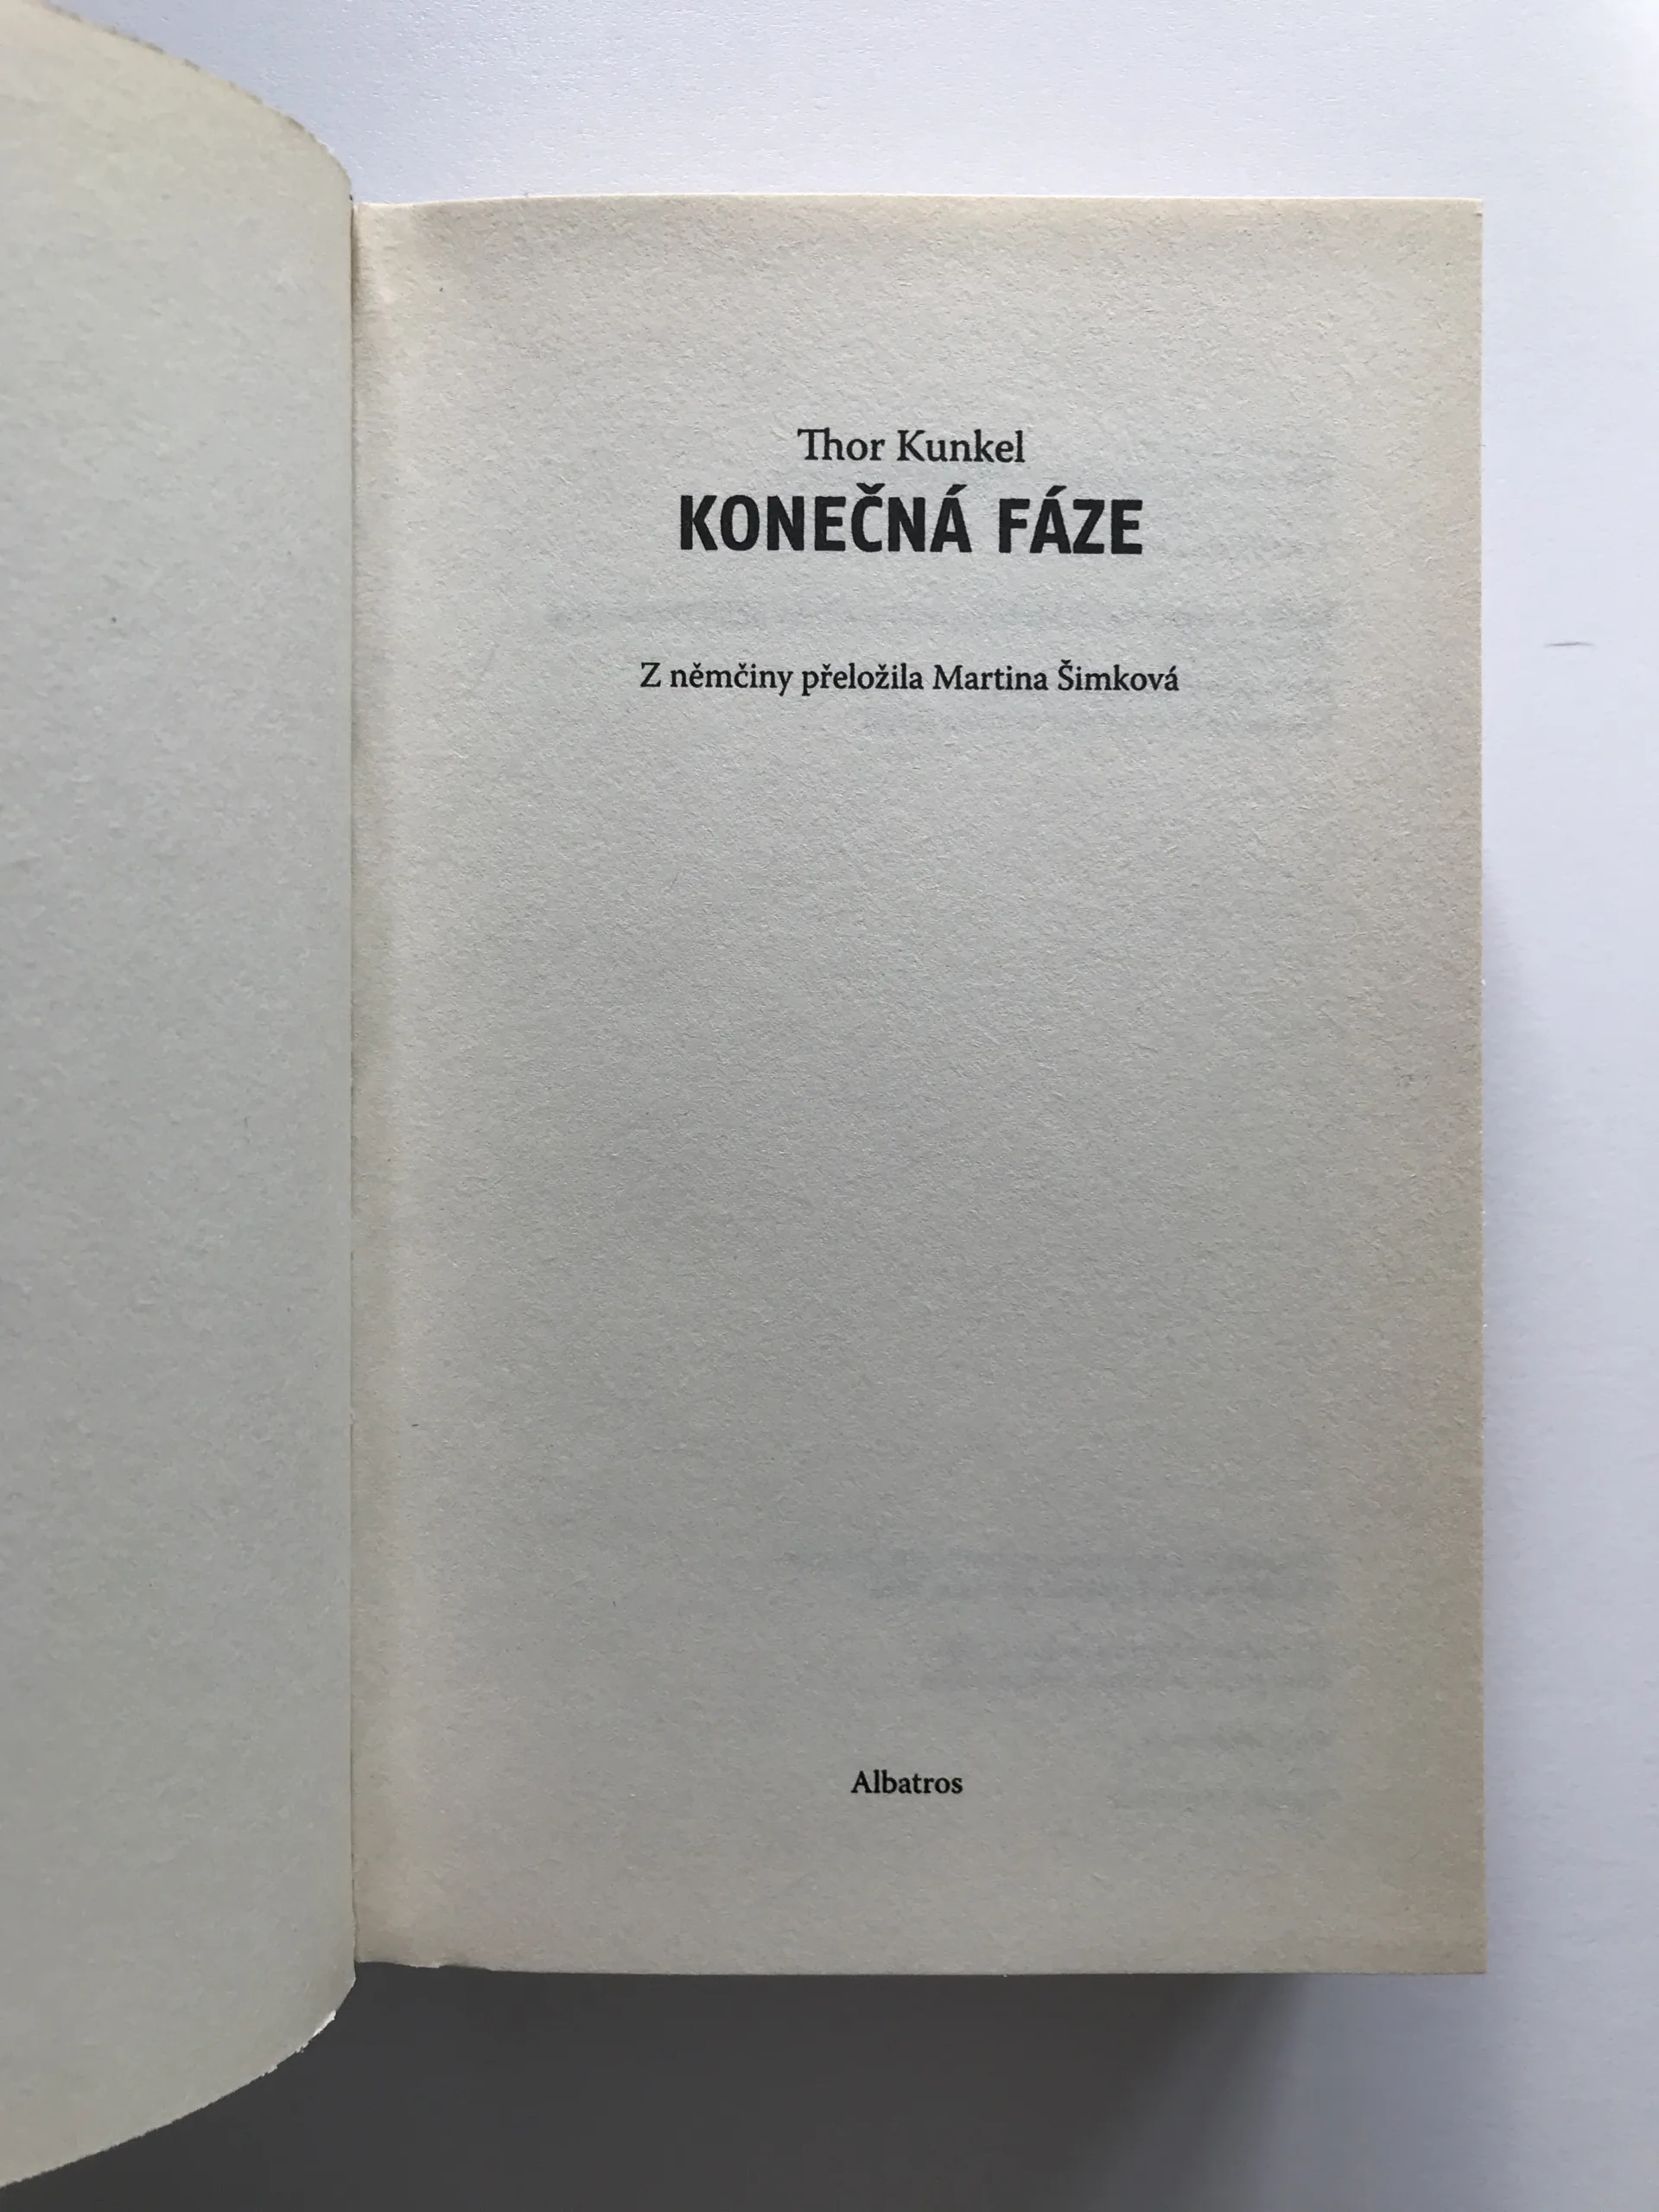 Thor Kunkel
KONEČNÁ FÁZE
Z němčiny přeložila Martina Šimková
Albatros